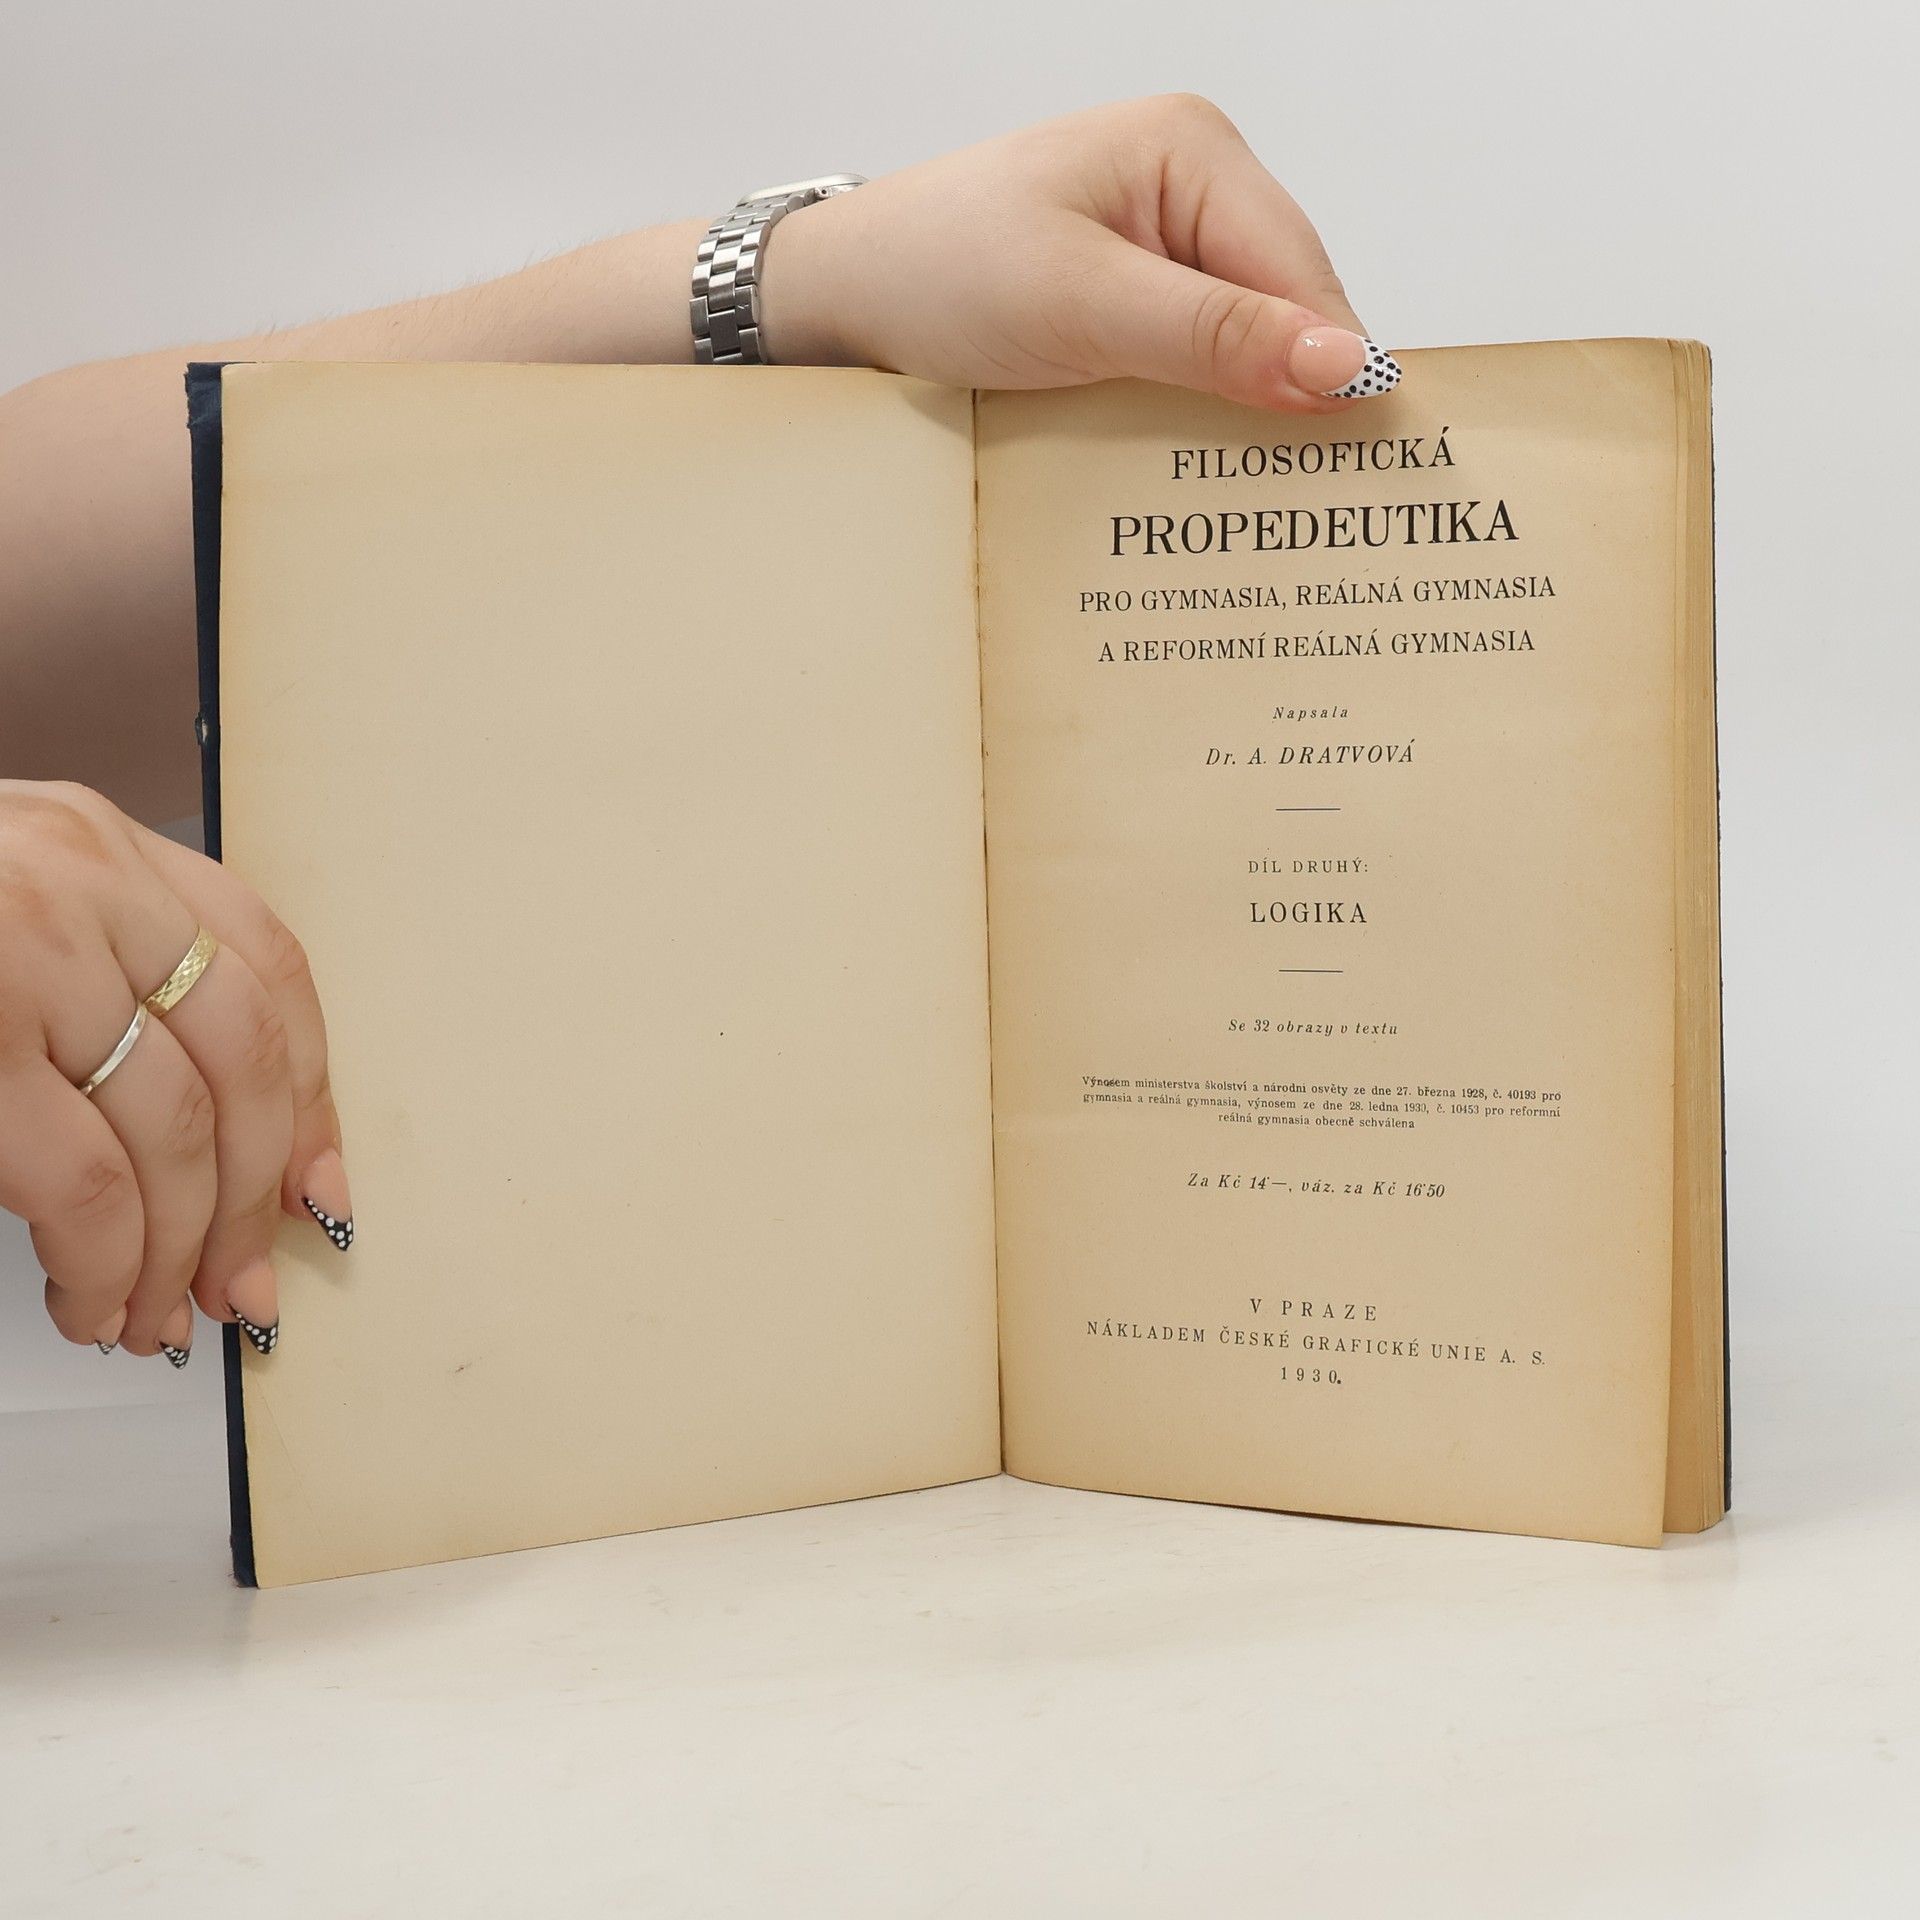 FILOSOFICKÁ
PROPEDEUTIKA
PRO GYMNASIA, REÁLNÁ GYMNASIA
A REFORMNÍ REÁLNÁ GYMNASIA
Napsala
Dr. A. DRATVOVÁ
DÍL DRUHÝ:
LOGIKA
Se 32 obrazy v textu
Výnosem ministerstva školství a národní osvěty ze dne 27. března 1928, č. 40193 pro
gymnasia a reálná gymnasia, výnosem ze dne 28. ledna 1930, č. 10453 pro reformní
reálná gymnasia obecně schválena
Za Kč 14·—, váz. za Kč 16·50
V PRAZE
NÁKLADEM ČESKÉ GRAFICKÉ UNIE A. S.
1930.